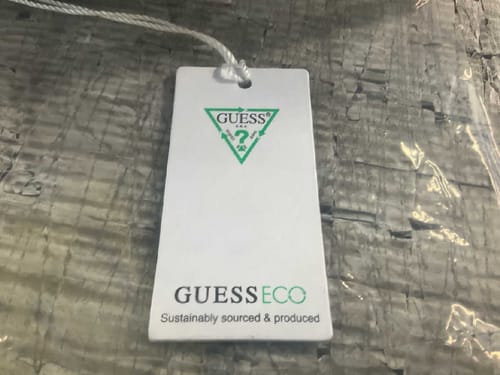 GUESS®
?
GUESS ECO
Sustainably sourced & produced